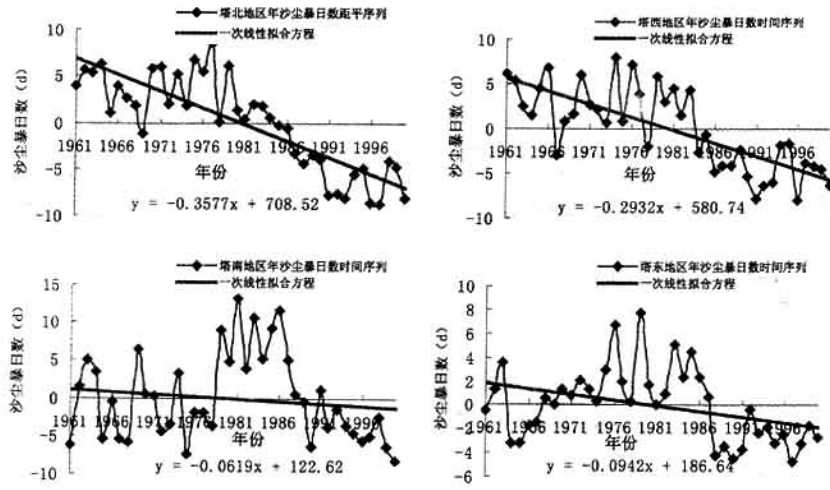 塔北地区年沙尘暴日数距平序列
一次线性拟合方程
沙尘暴日数（d）
10
5
0
-5
-10
1961 1966 1971 1976 1981 1986 1991 1996
年份
y = -0.3577x + 708.52
塔西地区年沙尘暴日数时间序列
一次线性拟合方程
沙尘暴日数（d）
10
5
0
-5
-10
1961 1966 1971 1976 1981 1986 1991 1996
年份
y = -0.2932x + 580.74
塔南地区年沙尘暴日数时间序列
一次线性拟合方程
沙尘暴日数（d）
15
10
5
0
-5
-10
1961 1966 1971 1976 1981 1986 1991 1996
年份
y = -0.0619x + 122.62
塔东地区年沙尘暴日数时间序列
一次线性拟合方程
沙尘暴日数（d）
8
6
4
2
0
-2
-4
-6
1961 1966 1971 1976 1981 1986 1991 1996
年份
y = -0.0942x + 186.64